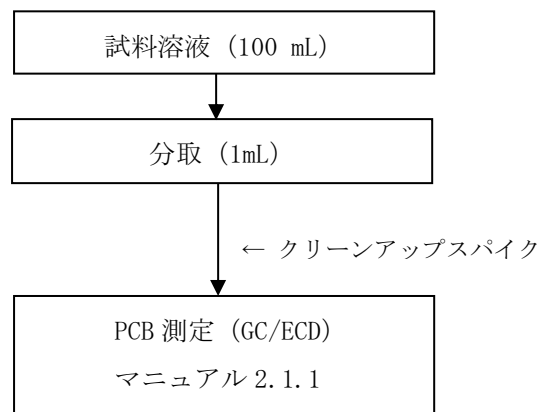 試料溶液 (100 mL)
分取 (1mL)
← クリーンアップスパイク
PCB 測定 (GC/ECD)
マニュアル 2.1.1